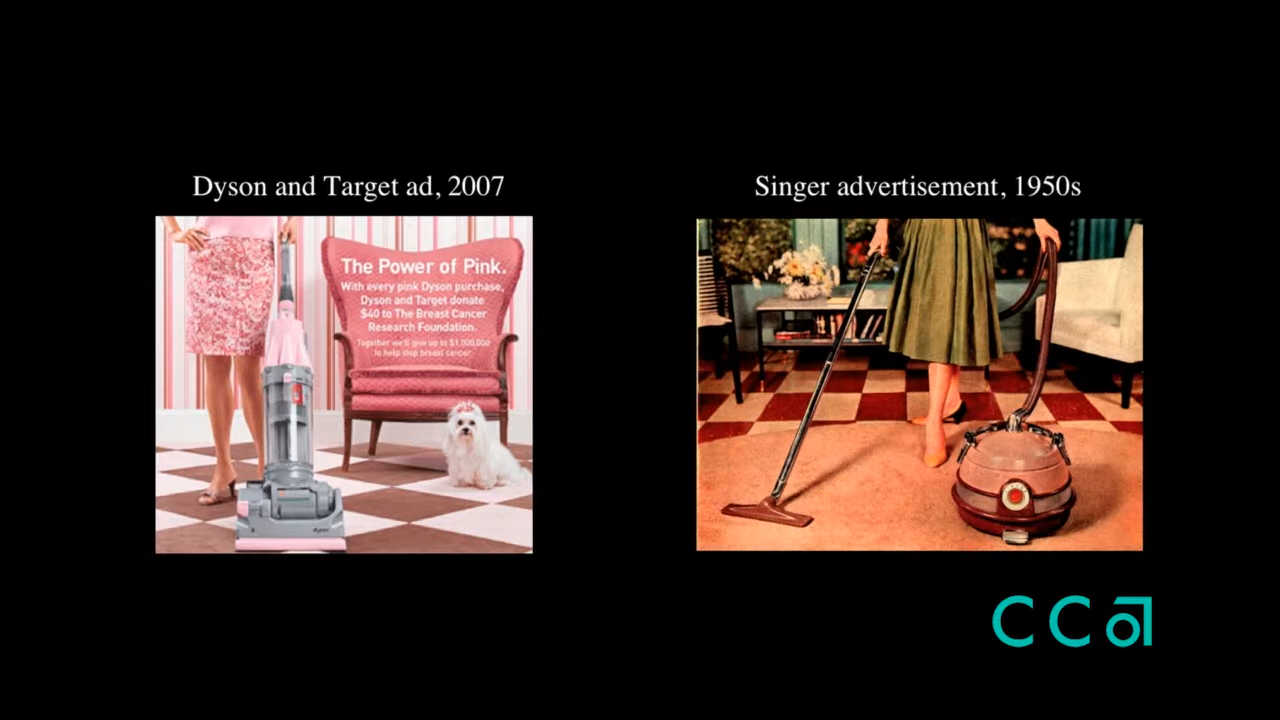 Dyson and Target ad, 2007
The Power of Pink.
With every pink Dyson purchase,
Dyson and Target donate
$40 to The Breast Cancer
Research Foundation.
Together we'll give up to $1,000,000
to help stop breast cancer.
dyson
Singer advertisement, 1950s
CCa